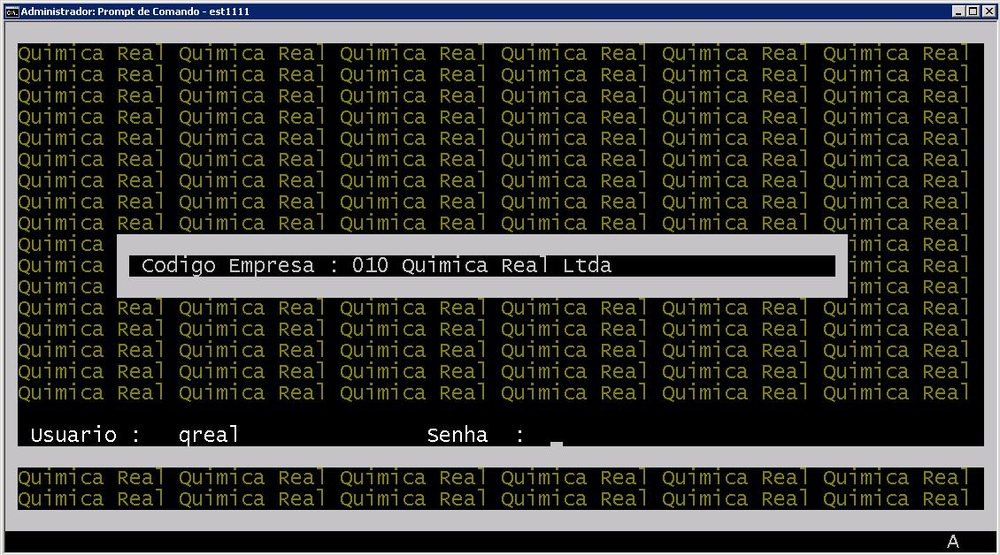 Administrador: Prompt de Comando - est1111
Quimica Real Quimica Real Quimica Real Quimica Real Quimica Real Quimica Real
Quimica Real Quimica Real Quimica Real Quimica Real Quimica Real Quimica Real
Quimica Real Quimica Real Quimica Real Quimica Real Quimica Real Quimica Real
Quimica Real Quimica Real Quimica Real Quimica Real Quimica Real Quimica Real
Quimica Real Quimica Real Quimica Real Quimica Real Quimica Real Quimica Real
Quimica Real Quimica Real Quimica Real Quimica Real Quimica Real Quimica Real
Quimica Real Quimica Real Quimica Real Quimica Real Quimica Real Quimica Real
Quimica Real Quimica Real Quimica Real Quimica Real Quimica Real Quimica Real
Quimica Real Quimica Real Quimica Real Quimica Real Quimica Real Quimica Real
Quimica imica Real
Quimica Codigo Empresa : 010 Quimica Real Ltda imica Real
Quimica imica Real
Quimica Real Quimica Real Quimica Real Quimica Real Quimica Real Quimica Real
Quimica Real Quimica Real Quimica Real Quimica Real Quimica Real Quimica Real
Quimica Real Quimica Real Quimica Real Quimica Real Quimica Real Quimica Real
Quimica Real Quimica Real Quimica Real Quimica Real Quimica Real Quimica Real
Quimica Real Quimica Real Quimica Real Quimica Real Quimica Real Quimica Real
Usuario : qreal Senha : _
Quimica Real Quimica Real Quimica Real Quimica Real Quimica Real Quimica Real
Quimica Real Quimica Real Quimica Real Quimica Real Quimica Real Quimica Real
A